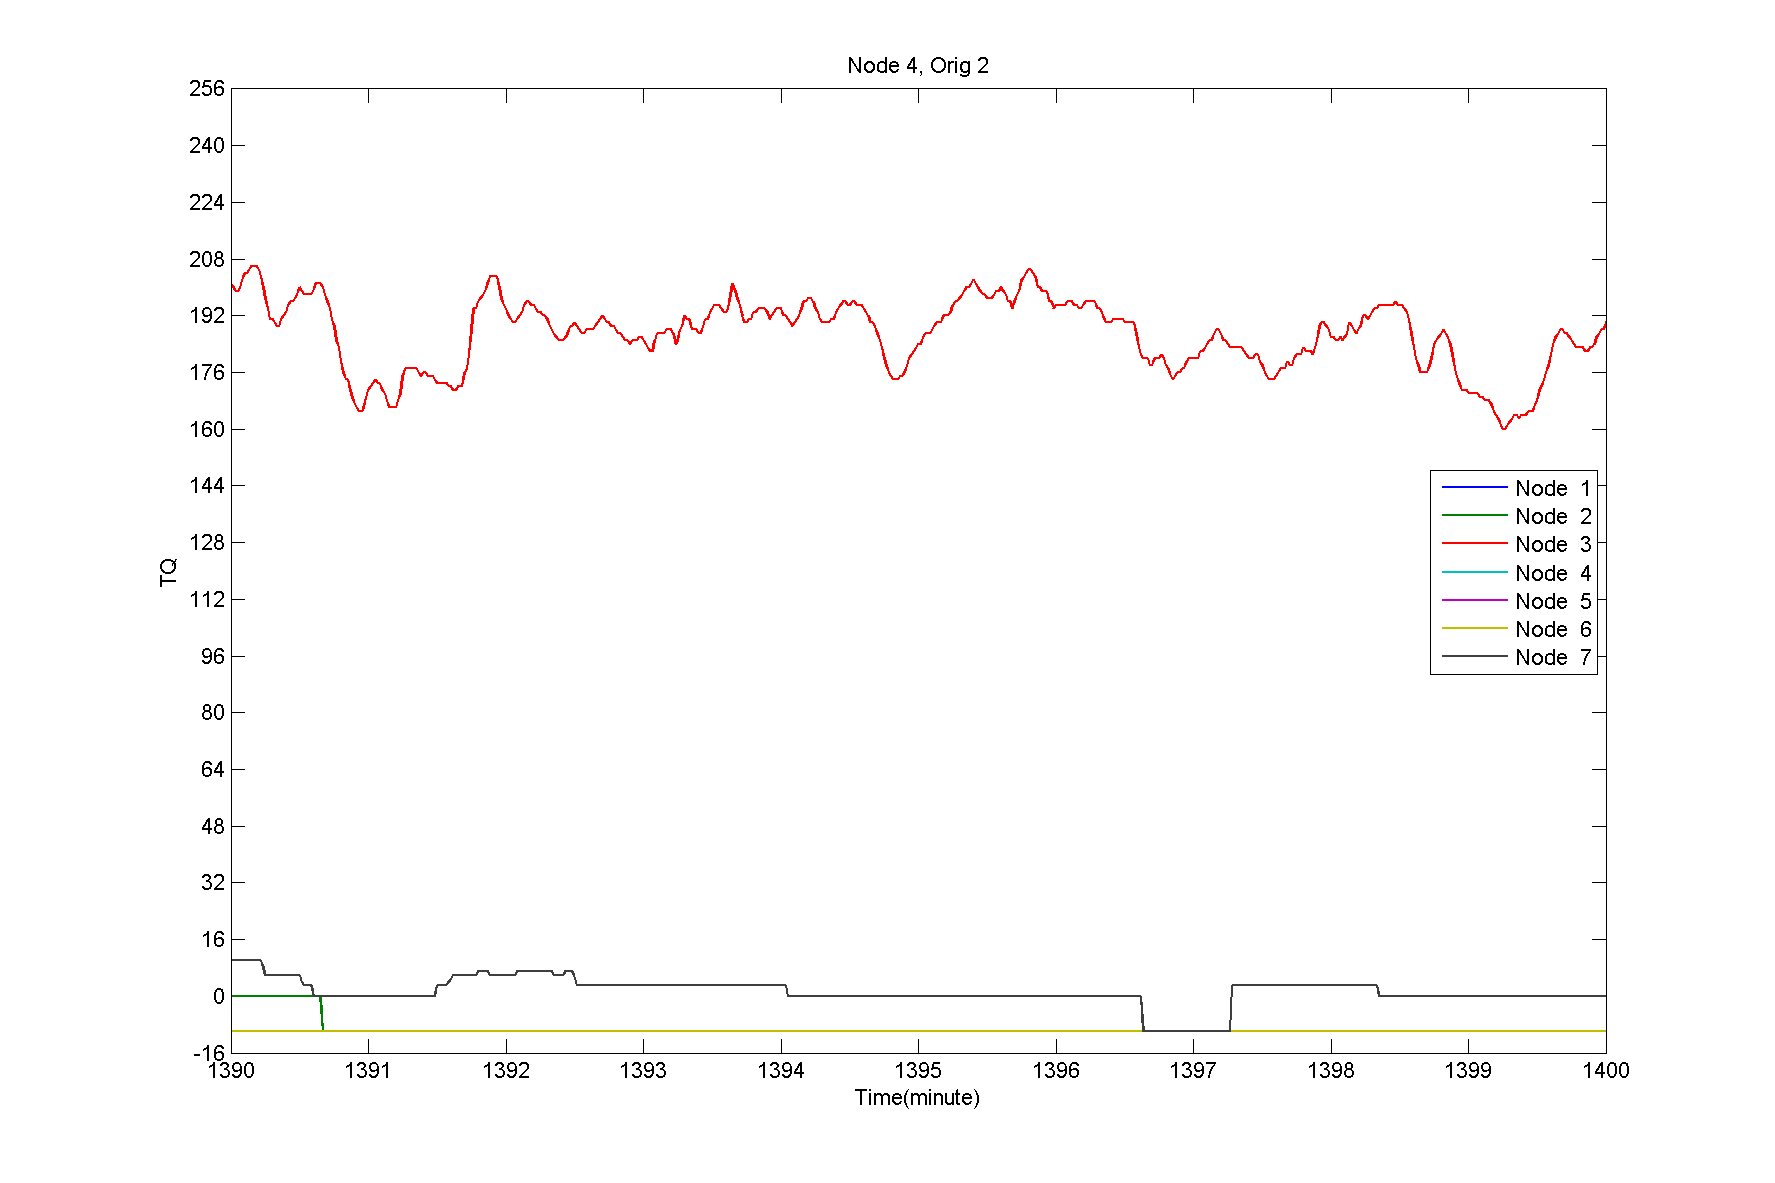 Node 4, Orig 2
256
240
224
208
192
176
160
144
128
112
96
80
64
48
32
16
0
-16
TQ
Node 1
Node 2
Node 3
Node 4
Node 5
Node 6
Node 7
1390 1391 1392 1393 1394 1395 1396 1397 1398 1399 1400
Time(minute)